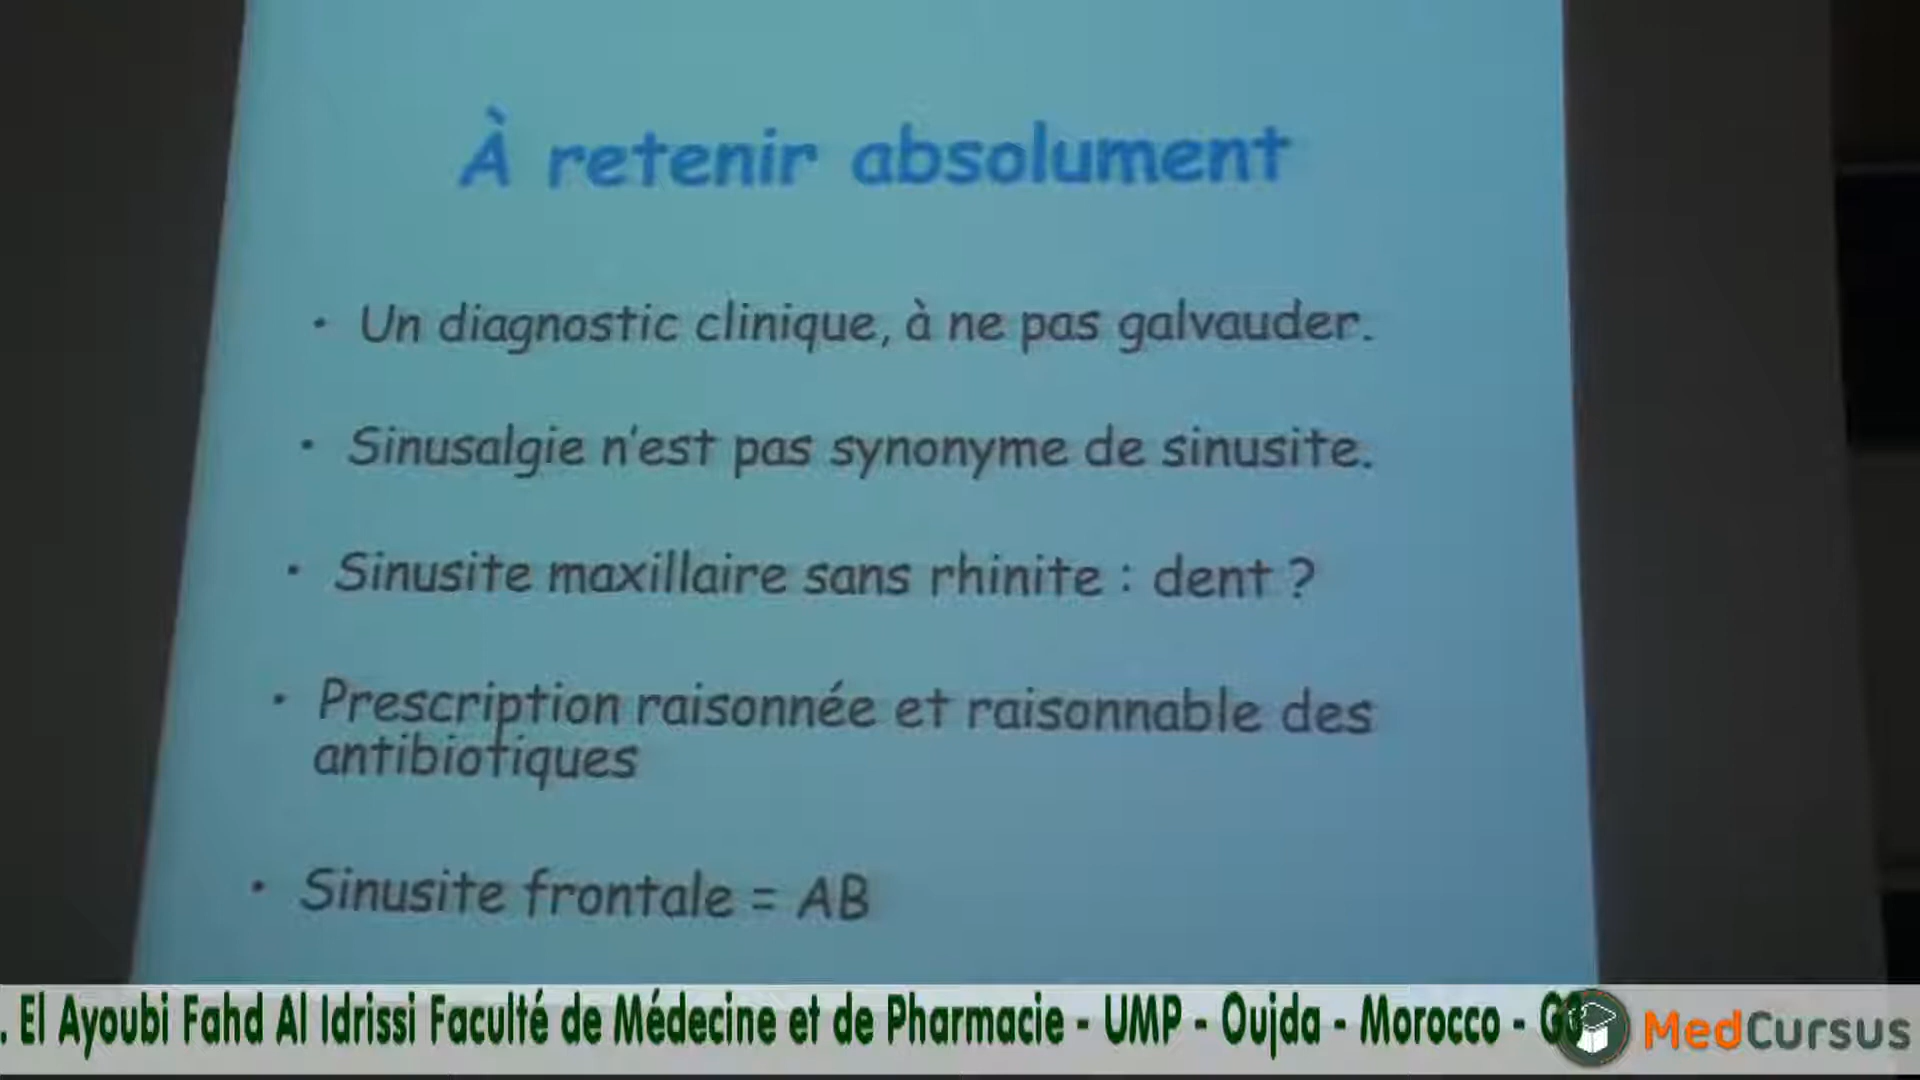 À retenir absolument
• Un diagnostic clinique, à ne pas galvauder.
• Sinusalgie n'est pas synonyme de sinusite.
• Sinusite maxillaire sans rhinite : dent ?
• Prescription raisonnée et raisonnable des
antibiotiques
• Sinusite frontale = AB
. El Ayoubi Fahd Al Idrissi Faculté de Médecine et de Pharmacie - UMP - Oujda - Morocco -
MedCursus